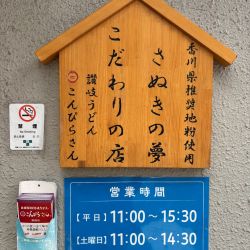 香川県推奨地粉使用
さぬきの夢
こだわりの店
讃岐うどん
こんぴらさん
禁煙
No Smoking
営業時間
【平日】11:00～15:30
【土曜日】11:00～14:30